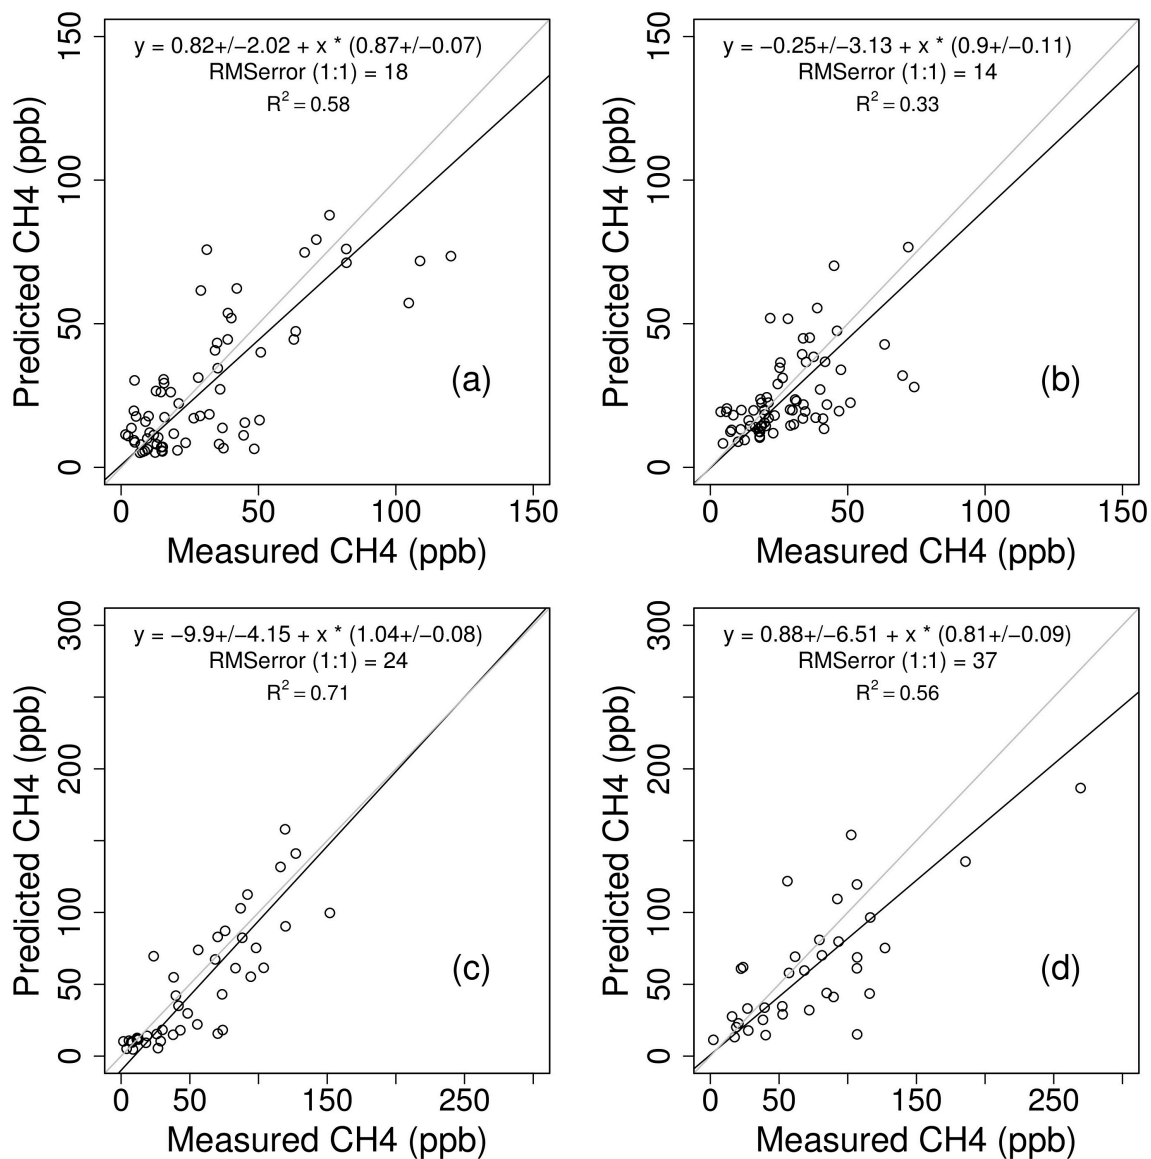 y = 0.82+/−2.02 + x * (0.87+/−0.07)
RMSerror (1:1) = 18
R² = 0.58
(a)
Predicted CH4 (ppb)
0 50 100 150
0 50 100 150
Measured CH4 (ppb)
y = −0.25+/−3.13 + x * (0.9+/−0.11)
RMSerror (1:1) = 14
R² = 0.33
(b)
Predicted CH4 (ppb)
0 50 100 150
0 50 100 150
Measured CH4 (ppb)
y = −9.9+/−4.15 + x * (1.04+/−0.08)
RMSerror (1:1) = 24
R² = 0.71
(c)
Predicted CH4 (ppb)
0 50 100 200 300
0 50 150 250
Measured CH4 (ppb)
y = 0.88+/−6.51 + x * (0.81+/−0.09)
RMSerror (1:1) = 37
R² = 0.56
(d)
Predicted CH4 (ppb)
0 50 100 200 300
0 50 150 250
Measured CH4 (ppb)